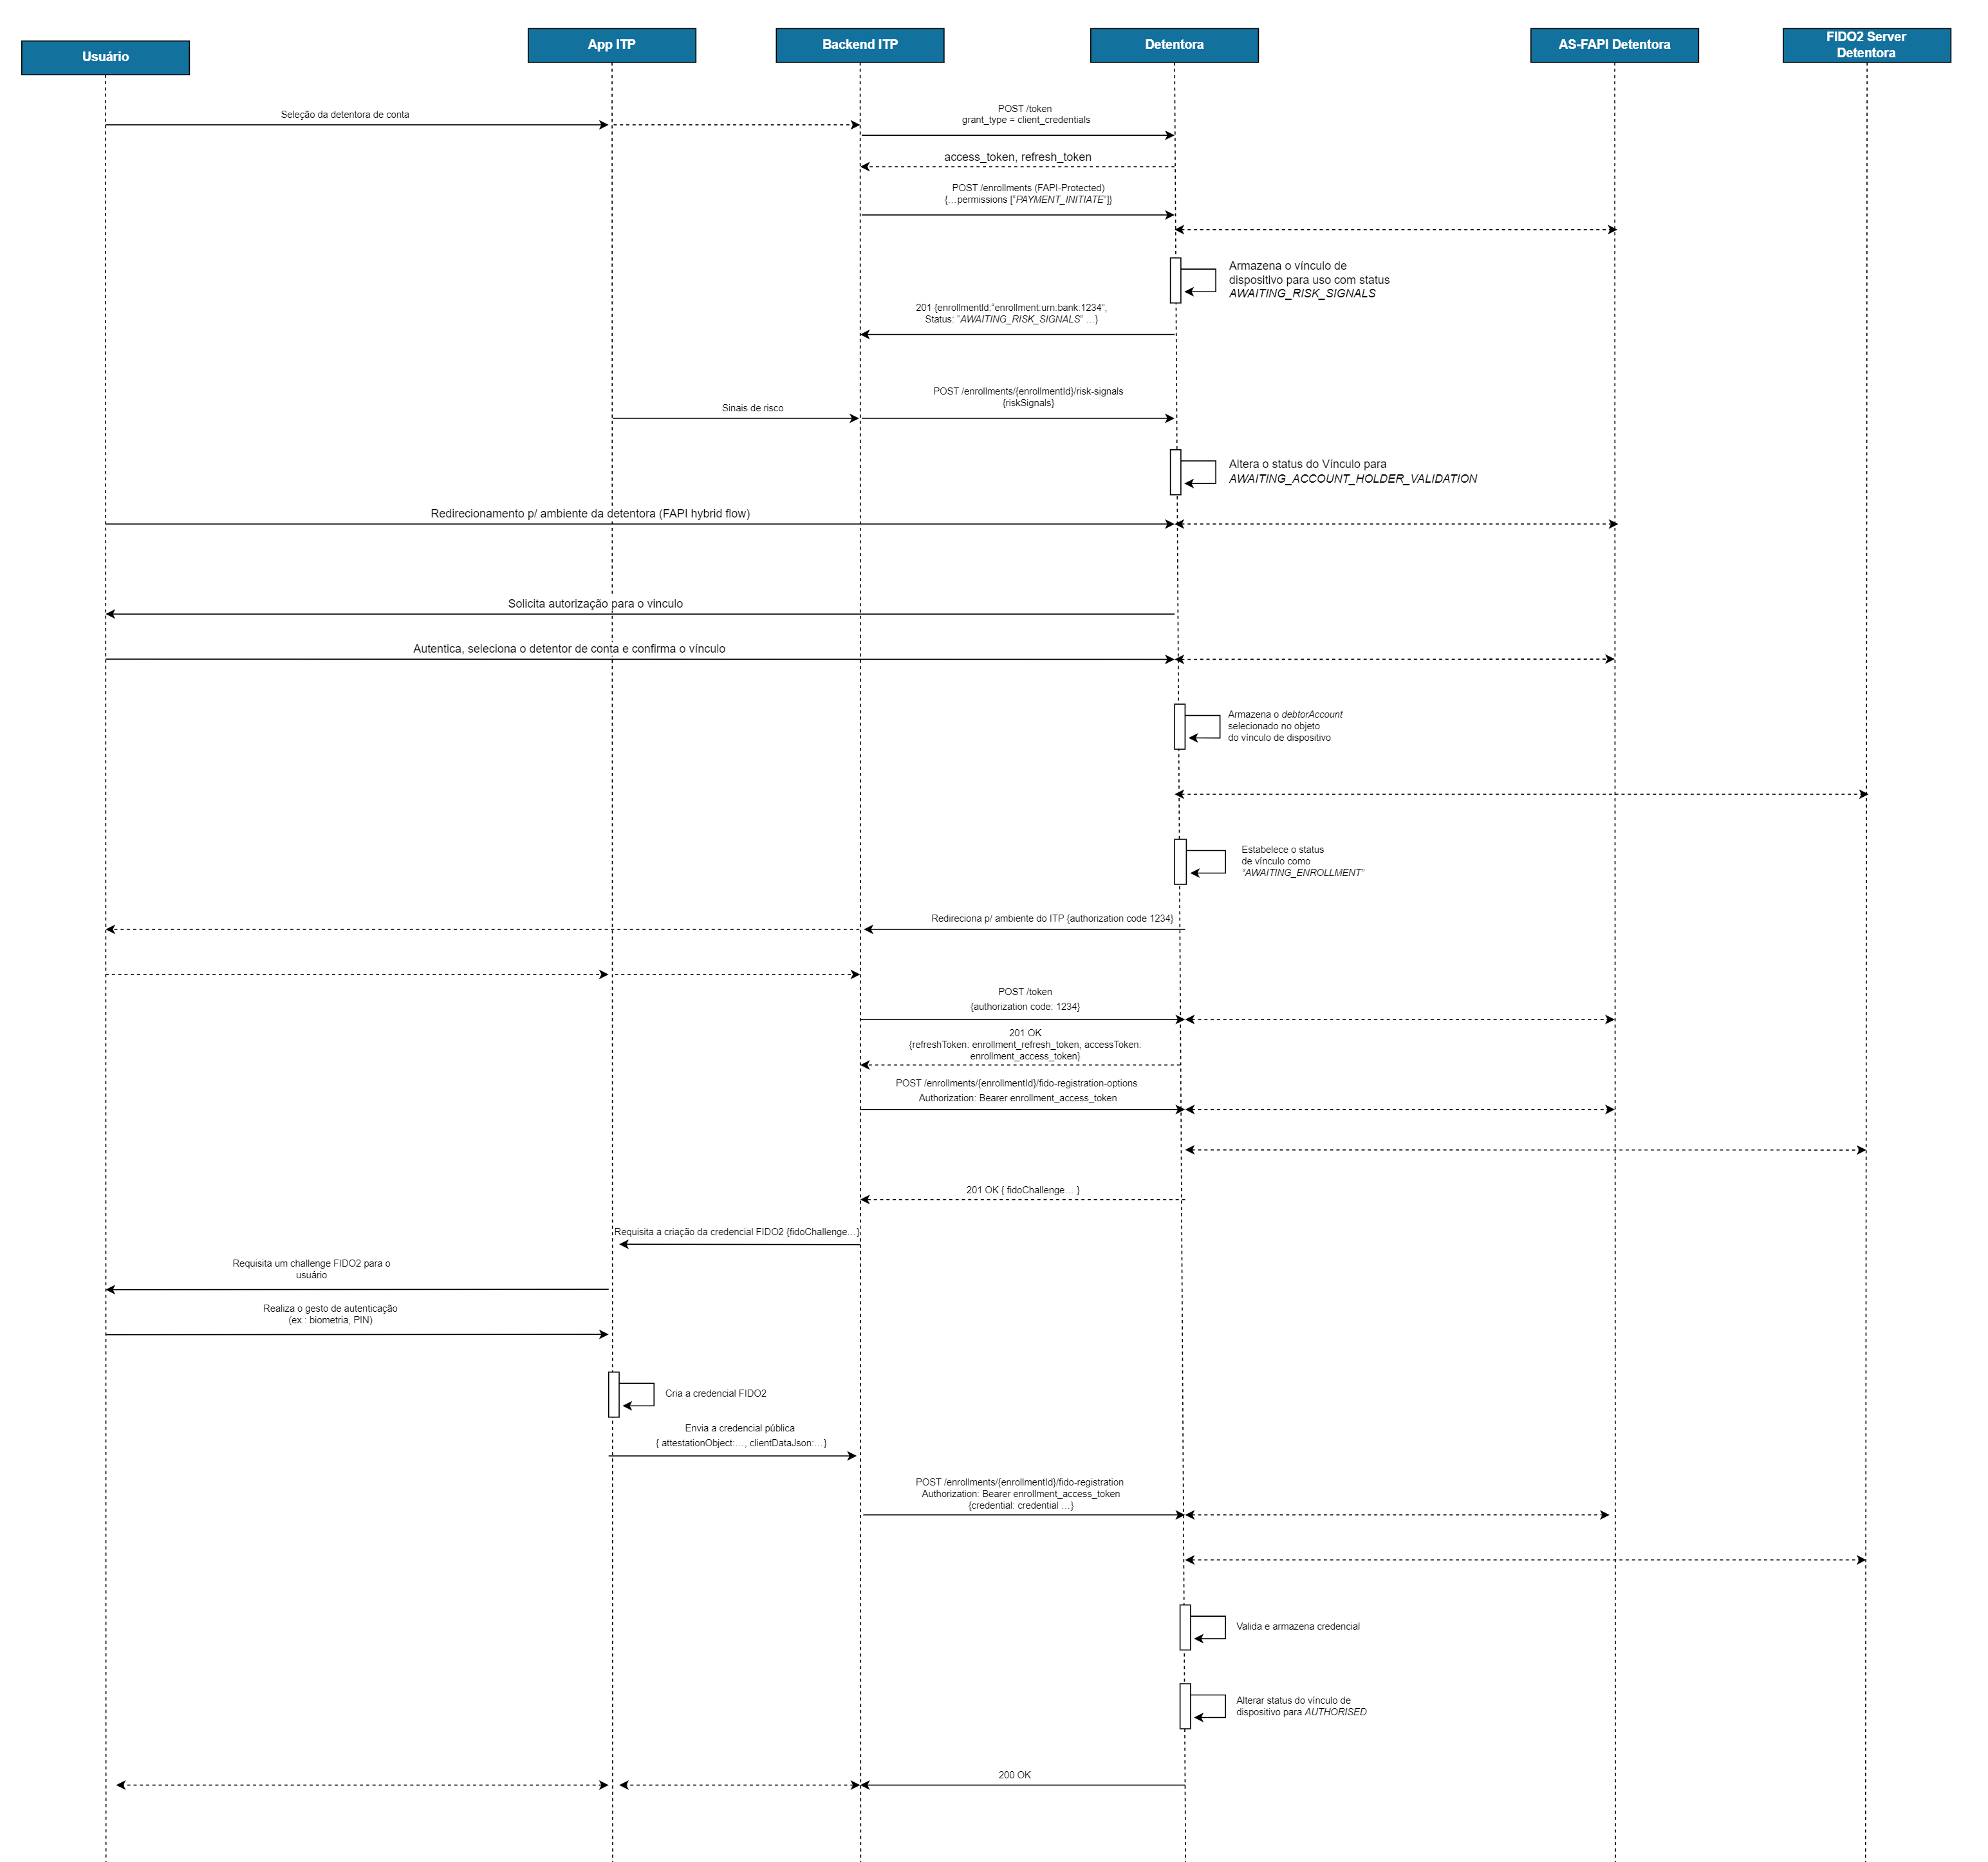 Usuário
App ITP
Backend ITP
Detentora
AS-FAPI Detentora
FIDO2 Server
Detentora
Seleção da detentora de conta
POST /token
grant_type = client_credentials
access_token, refresh_token
POST /enrollments (FAPI-Protected)
{…permissions ["PAYMENT_INITIATE"]}
Armazena o vínculo de
dispositivo para uso com status
AWAITING_RISK_SIGNALS
201 {enrollmentId:"enrollment:urn:bank:1234",
Status: "AWAITING_RISK_SIGNALS" …}
Sinais de risco
POST /enrollments/{enrollmentId}/risk-signals
{riskSignals}
Altera o status do Vínculo para
AWAITING_ACCOUNT_HOLDER_VALIDATION
Redirecionamento p/ ambiente da detentora (FAPI hybrid flow)
Solicita autorização para o vinculo
Autentica, seleciona o detentor de conta e confirma o vínculo
Armazena o debtorAccount
selecionado no objeto
do vínculo de dispositivo
Estabelece o status
de vínculo como
“AWAITING_ENROLLMENT”
Redireciona p/ ambiente do ITP {authorization code 1234}
POST /token
{authorization code: 1234}
201 OK
{refreshToken: enrollment_refresh_token, accessToken:
enrollment_access_token}
POST /enrollments/{enrollmentId}/fido-registration-options
Authorization: Bearer enrollment_access_token
201 OK { fidoChallenge… }
Requisita a criação da credencial FIDO2 {fidoChallenge…}
Requisita um challenge FIDO2 para o
usuário
Realiza o gesto de autenticação
(ex.: biometria, PIN)
Cria a credencial FIDO2
Envia a credencial pública
{ attestationObject:…, clientDataJson:…}
POST /enrollments/{enrollmentId}/fido-registration
Authorization: Bearer enrollment_access_token
{credential: credential …}
Valida e armazena credencial
Alterar status do vínculo de
dispositivo para AUTHORISED
200 OK